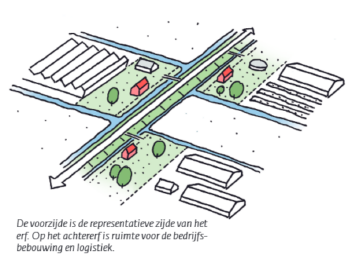 De voorzijde is de representatieve zijde van het
erf. Op het achtererf is ruimte voor de bedrijfs-
bebouwing en logistiek.